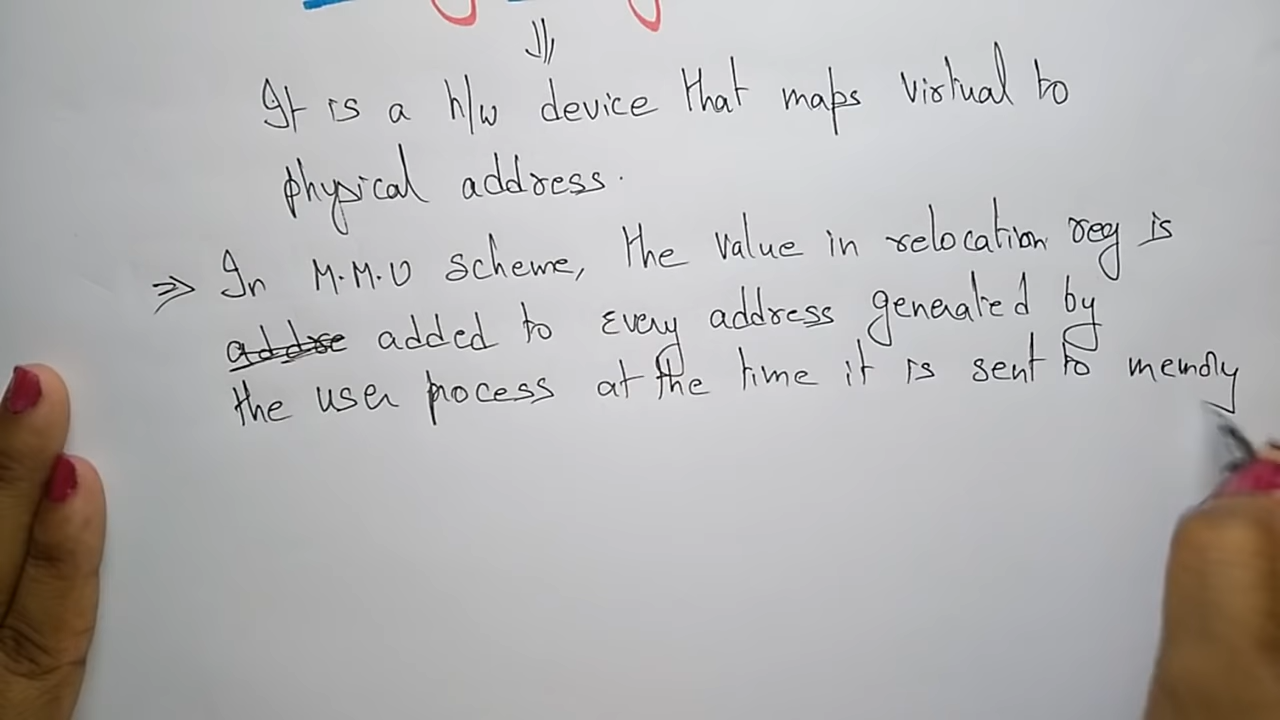 It is a h/w device that maps virtual to
physical address.
⇒ In M.M.U scheme, the value in relocation reg is
added to every address generated by
the user process at the time it is sent to memory